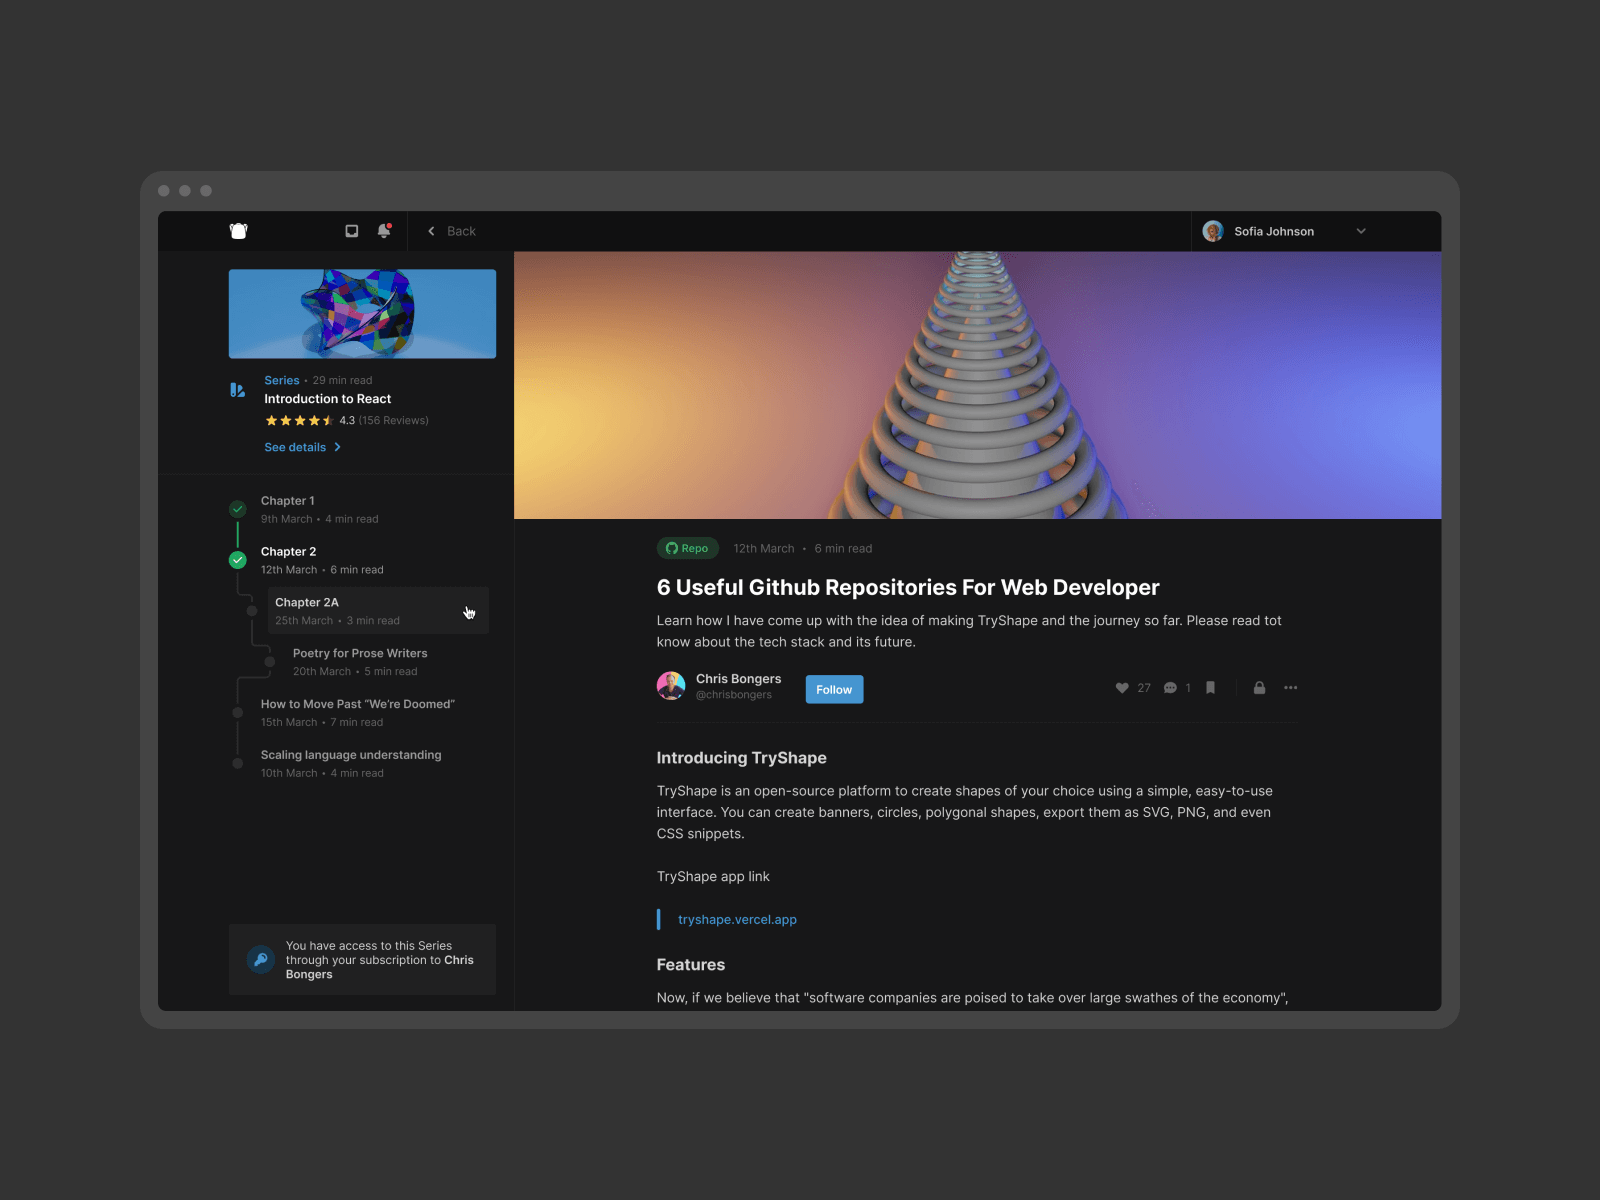 Back
Sofia Johnson
Series • 29 min read
Introduction to React
4.3 (156 Reviews)
See details
Chapter 1
9th March • 4 min read
Chapter 2
12th March • 6 min read
Chapter 2A
25th March • 3 min read
Poetry for Prose Writers
20th March • 5 min read
How to Move Past “We’re Doomed”
15th March • 7 min read
Scaling language understanding
10th March • 4 min read
You have access to this Series
through your subscription to Chris
Bongers
Repo 12th March • 6 min read
6 Useful Github Repositories For Web Developer
Learn how I have come up with the idea of making TryShape and the journey so far. Please read tot
know about the tech stack and its future.
Chris Bongers
@chrisbongers
Follow
27 1
Introducing TryShape
TryShape is an open-source platform to create shapes of your choice using a simple, easy-to-use
interface. You can create banners, circles, polygonal shapes, export them as SVG, PNG, and even
CSS snippets.
TryShape app link
tryshape.vercel.app
Features
Now, if we believe that "software companies are poised to take over large swathes of the economy",